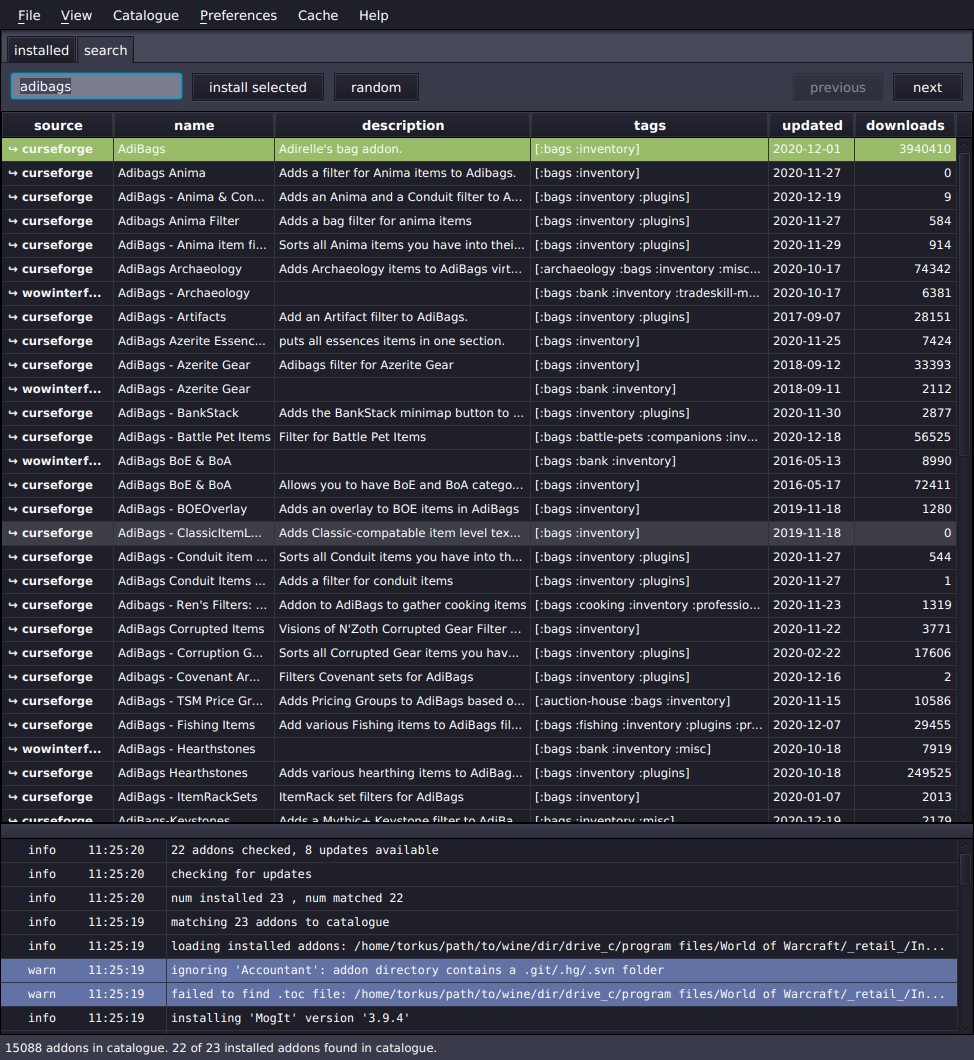 File View Catalogue Preferences Cache Help
installed search
adibags install selected random previous next
source name description tags updated downloads
↪ curseforge AdiBags Adirelle's bag addon. [:bags :inventory] 2020-12-01 3940410
↪ curseforge Adibags Anima Adds a filter for Anima items to Adibags. [:bags :inventory] 2020-11-27 0
↪ curseforge AdiBags - Anima & Con... Adds an Anima and a Conduit filter to A... [:bags :inventory :plugins] 2020-12-19 9
↪ curseforge Adibags Anima Filter Adds a bag filter for anima items [:bags :inventory :plugins] 2020-11-27 584
↪ curseforge AdiBags - Anima item fi... Sorts all Anima items you have into thei... [:bags :inventory :plugins] 2020-11-29 914
↪ curseforge AdiBags Archaeology Adds Archaeology items to AdiBags virt... [:archaeology :bags :inventory :misc... 2020-10-17 74342
↪ wowinterf... AdiBags - Archaeology [:bags :bank :inventory :tradeskill-m... 2020-10-17 6381
↪ curseforge AdiBags - Artifacts Add an Artifact filter to AdiBags. [:bags :inventory :plugins] 2017-09-07 28151
↪ curseforge AdiBags Azerite Essenc... puts all essences items in one section. [:bags :inventory] 2020-11-25 7424
↪ curseforge AdiBags - Azerite Gear Adibags filter for Azerite Gear [:bags :inventory] 2018-09-12 33393
↪ wowinterf... AdiBags - Azerite Gear [:bags :bank :inventory] 2018-09-11 2112
↪ curseforge AdiBags - BankStack Adds the BankStack minimap button to ... [:bags :inventory :plugins] 2020-11-30 2877
↪ curseforge AdiBags - Battle Pet Items Filter for Battle Pet Items [:bags :battle-pets :companions :inv... 2020-12-18 56525
↪ wowinterf... AdiBags BoE & BoA [:bags :bank :inventory] 2016-05-13 8990
↪ curseforge AdiBags BoE & BoA Allows you to have BoE and BoA catego... [:bags :inventory] 2016-05-17 72411
↪ curseforge AdiBags - BOEOverlay Adds an overlay to BOE items in AdiBags [:bags :inventory] 2019-11-18 1280
↪ curseforge AdiBags - ClassicItemL... Adds Classic-compatable item level tex... [:bags :inventory] 2019-11-18 0
↪ curseforge AdiBags - Conduit item ... Sorts all Conduit items you have into th... [:bags :inventory :plugins] 2020-11-27 544
↪ curseforge AdiBags Conduit Items ... Adds a filter for conduit items [:bags :inventory :plugins] 2020-11-27 1
↪ curseforge Adibags - Ren's Filters: ... Addon to AdiBags to gather cooking items [:bags :cooking :inventory :professio... 2020-11-23 1319
↪ curseforge AdiBags Corrupted Items Visions of N'Zoth Corrupted Gear Filter ... [:bags :inventory] 2020-11-22 3771
↪ curseforge AdiBags - Corruption G... Sorts all Corrupted Gear items you hav... [:bags :inventory :plugins] 2020-02-22 17606
↪ curseforge AdiBags - Covenant Ar... Filters Covenant sets for AdiBags [:bags :inventory :plugins] 2020-12-16 2
↪ curseforge AdiBags - TSM Price Gr... Adds Pricing Groups to AdiBags based o... [:auction-house :bags :inventory] 2020-11-15 10586
↪ curseforge AdiBags - Fishing Items Add various Fishing items to AdiBags fil... [:bags :fishing :inventory :plugins :pr... 2020-12-07 29455
↪ wowinterf... AdiBags - Hearthstones [:bags :bank :inventory :misc] 2020-10-18 7919
↪ curseforge AdiBags Hearthstones Adds various hearthing items to AdiBag... [:bags :inventory :plugins] 2020-10-18 249525
↪ curseforge AdiBags - ItemRackSets ItemRack set filters for AdiBags [:bags :inventory :plugins] 2020-01-07 2013
↪ curseforge AdiBags-Keystones Adds a Mythic+ Keystone filter to AdiBa... [:bags :inventory :misc] 2020-12-19 2179
info 11:25:20 22 addons checked, 8 updates available
info 11:25:20 checking for updates
info 11:25:20 num installed 23 , num matched 22
info 11:25:19 matching 23 addons to catalogue
info 11:25:19 loading installed addons: /home/torkus/path/to/wine/dir/drive_c/program files/World of Warcraft/_retail_/In...
warn 11:25:19 ignoring 'Accountant': addon directory contains a .git/.hg/.svn folder
warn 11:25:19 failed to find .toc file: /home/torkus/path/to/wine/dir/drive_c/program files/World of Warcraft/_retail_/In...
info 11:25:19 installing 'MogIt' version '3.9.4'
15088 addons in catalogue. 22 of 23 installed addons found in catalogue.